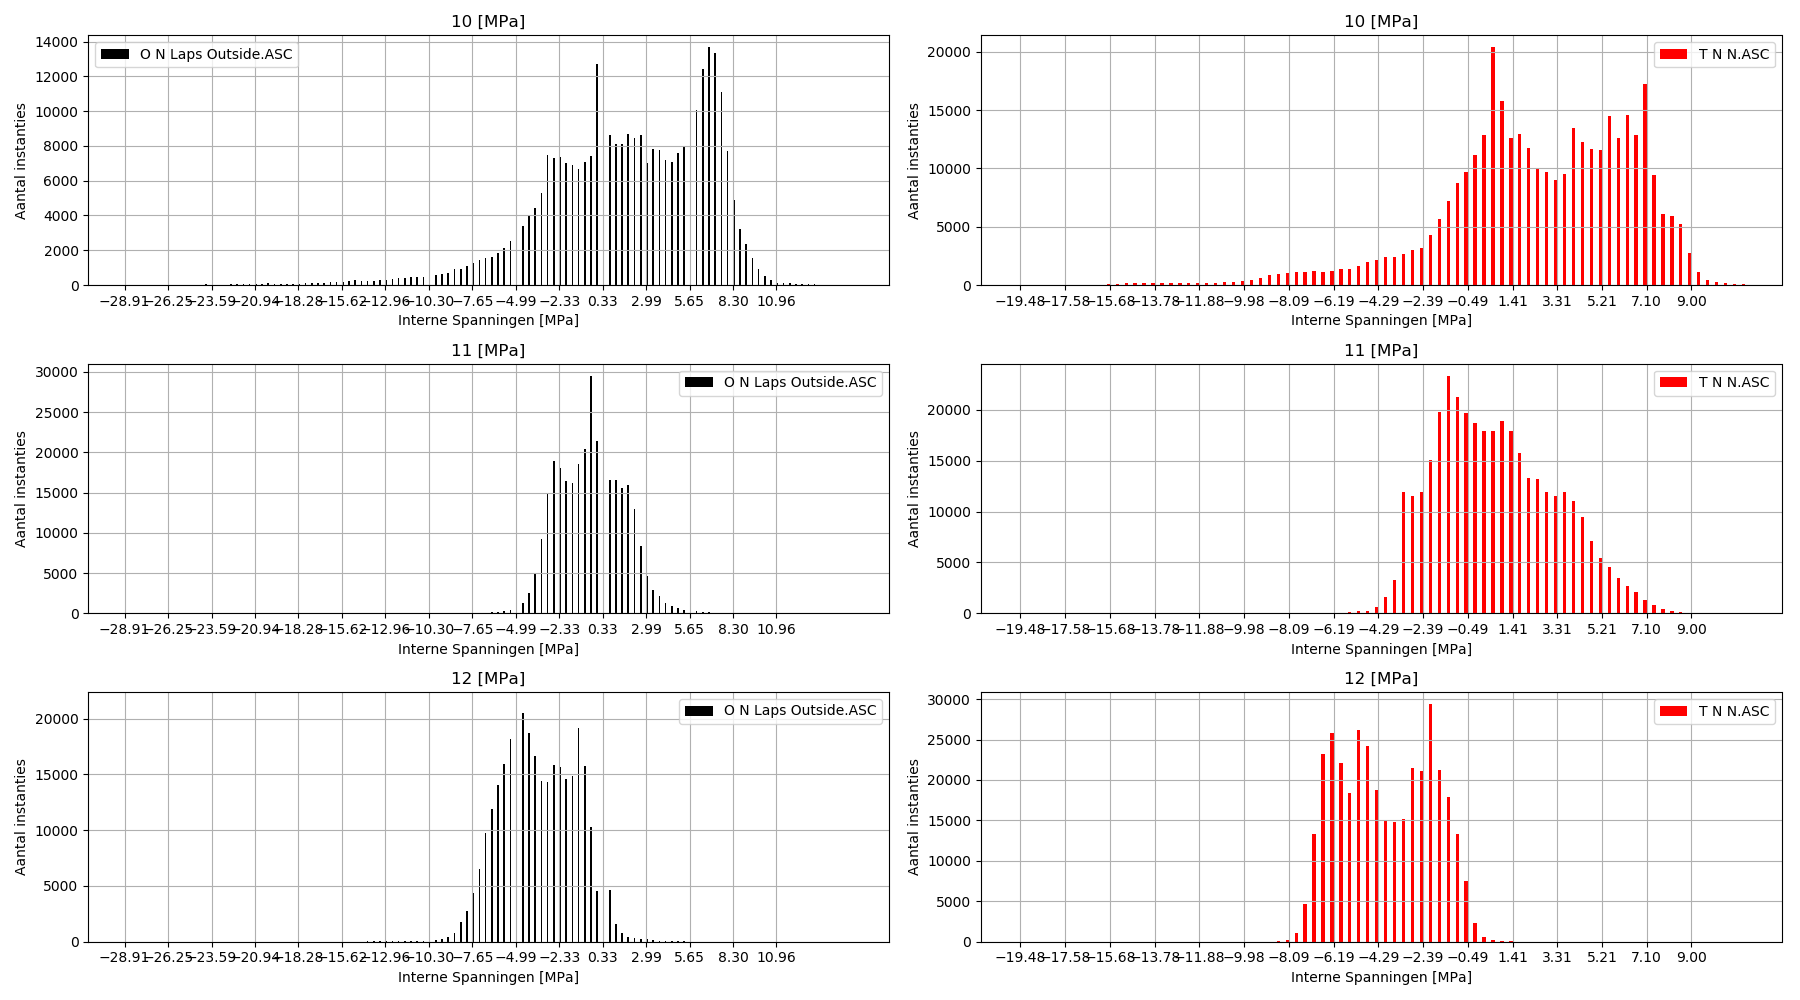 10 [MPa]
Aantal instanties
14000
12000
10000
8000
6000
4000
2000
0
O N Laps Outside.ASC
−28.91 −26.25 −23.59 −20.94 −18.28 −15.62 −12.96 −10.30 −7.65 −4.99 −2.33 0.33 2.99 5.65 8.30 10.96
Interne Spanningen [MPa]
10 [MPa]
Aantal instanties
20000
15000
10000
5000
0
T N N.ASC
−19.48 −17.58 −15.68 −13.78 −11.88 −9.98 −8.09 −6.19 −4.29 −2.39 −0.49 1.41 3.31 5.21 7.10 9.00
Interne Spanningen [MPa]
11 [MPa]
Aantal instanties
30000
25000
20000
15000
10000
5000
0
O N Laps Outside.ASC
−28.91 −26.25 −23.59 −20.94 −18.28 −15.62 −12.96 −10.30 −7.65 −4.99 −2.33 0.33 2.99 5.65 8.30 10.96
Interne Spanningen [MPa]
11 [MPa]
Aantal instanties
20000
15000
10000
5000
0
T N N.ASC
−19.48 −17.58 −15.68 −13.78 −11.88 −9.98 −8.09 −6.19 −4.29 −2.39 −0.49 1.41 3.31 5.21 7.10 9.00
Interne Spanningen [MPa]
12 [MPa]
Aantal instanties
20000
15000
10000
5000
0
O N Laps Outside.ASC
−28.91 −26.25 −23.59 −20.94 −18.28 −15.62 −12.96 −10.30 −7.65 −4.99 −2.33 0.33 2.99 5.65 8.30 10.96
Interne Spanningen [MPa]
12 [MPa]
Aantal instanties
30000
25000
20000
15000
10000
5000
0
T N N.ASC
−19.48 −17.58 −15.68 −13.78 −11.88 −9.98 −8.09 −6.19 −4.29 −2.39 −0.49 1.41 3.31 5.21 7.10 9.00
Interne Spanningen [MPa]